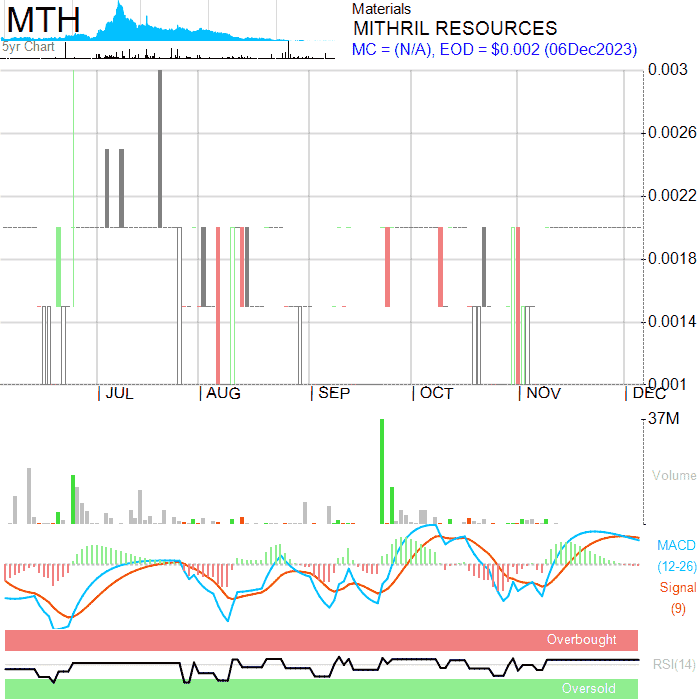 MTH
5yr Chart
Materials
MITHRIL RESOURCES
MC = (N/A), EOD = $0.002 (06Dec2023)
0.003
0.0026
0.0022
0.0018
0.0014
0.001
JUL AUG SEP OCT NOV DEC
37M
Volume
MACD
(12-26)
Signal
(9)
Overbought
RSI(14)
Oversold